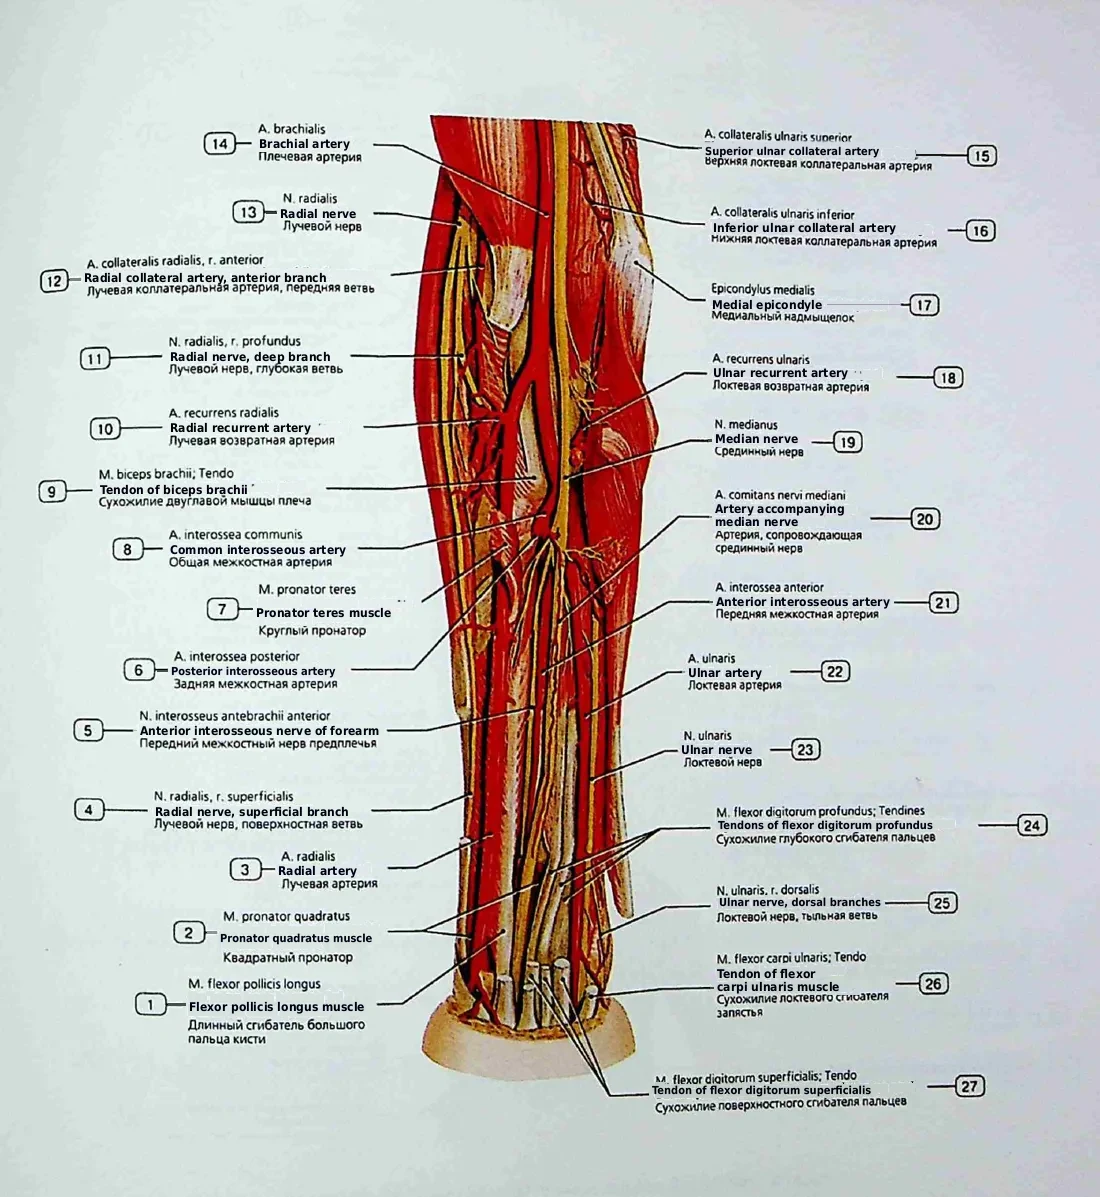 14
A. brachialis
Brachial artery
Плечевая артерия
13
N. radialis
Radial nerve
Лучевой нерв
12
A. collateralis radialis, r. anterior
Radial collateral artery, anterior branch
Лучевая коллатеральная артерия, передняя ветвь
11
N. radialis, r. profundus
Radial nerve, deep branch
Лучевой нерв, глубокая ветвь
10
A. recurrens radialis
Radial recurrent artery
Лучевая возвратная артерия
9
M. biceps brachii; Tendo
Tendon of biceps brachii
Сухожилие двуглавой мышцы плеча
8
A. interossea communis
Common interosseous artery
Общая межкостная артерия
7
M. pronator teres
Pronator teres muscle
Круглый пронатор
6
A. interossea posterior
Posterior interosseous artery
Задняя межкостная артерия
5
N. interosseus antebrachii anterior
Anterior interosseous nerve of forearm
Передний межкостный нерв предплечья
4
N. radialis, r. superficialis
Radial nerve, superficial branch
Лучевой нерв, поверхностная ветвь
3
A. radialis
Radial artery
Лучевая артерия
2
M. pronator quadratus
Pronator quadratus muscle
Квадратный пронатор
1
M. flexor pollicis longus
Flexor pollicis longus muscle
Длинный сгибатель большого
пальца кисти
A. collateralis ulnaris superior
Superior ulnar collateral artery
Верхняя локтевая коллатеральная артерия
15
A. collateralis ulnaris inferior
Inferior ulnar collateral artery
Нижняя локтевая коллатеральная артерия
16
Epicondylus medialis
Medial epicondyle
Медиальный надмыщелок
17
A. recurrens ulnaris
Ulnar recurrent artery
Локтевая возвратная артерия
18
N. medianus
Median nerve
Срединный нерв
19
A. comitans nervi mediani
Artery accompanying
median nerve
Артерия, сопровождающая
срединный нерв
20
A. interossea anterior
Anterior interosseous artery
Передняя межкостная артерия
21
A. ulnaris
Ulnar artery
Локтевая артерия
22
N. ulnaris
Ulnar nerve
Локтевой нерв
23
M. flexor digitorum profundus; Tendines
Tendons of flexor digitorum profundus
Сухожилие глубокого сгибателя пальцев
24
N. ulnaris, r. dorsalis
Ulnar nerve, dorsal branches
Локтевой нерв, тыльная ветвь
25
M. flexor carpi ulnaris; Tendo
Tendon of flexor
carpi ulnaris muscle
Сухожилие локтевого сгибателя
запястья
26
M. flexor digitorum superficialis; Tendo
Tendon of flexor digitorum superficialis
Сухожилие поверхностного сгибателя пальцев
27